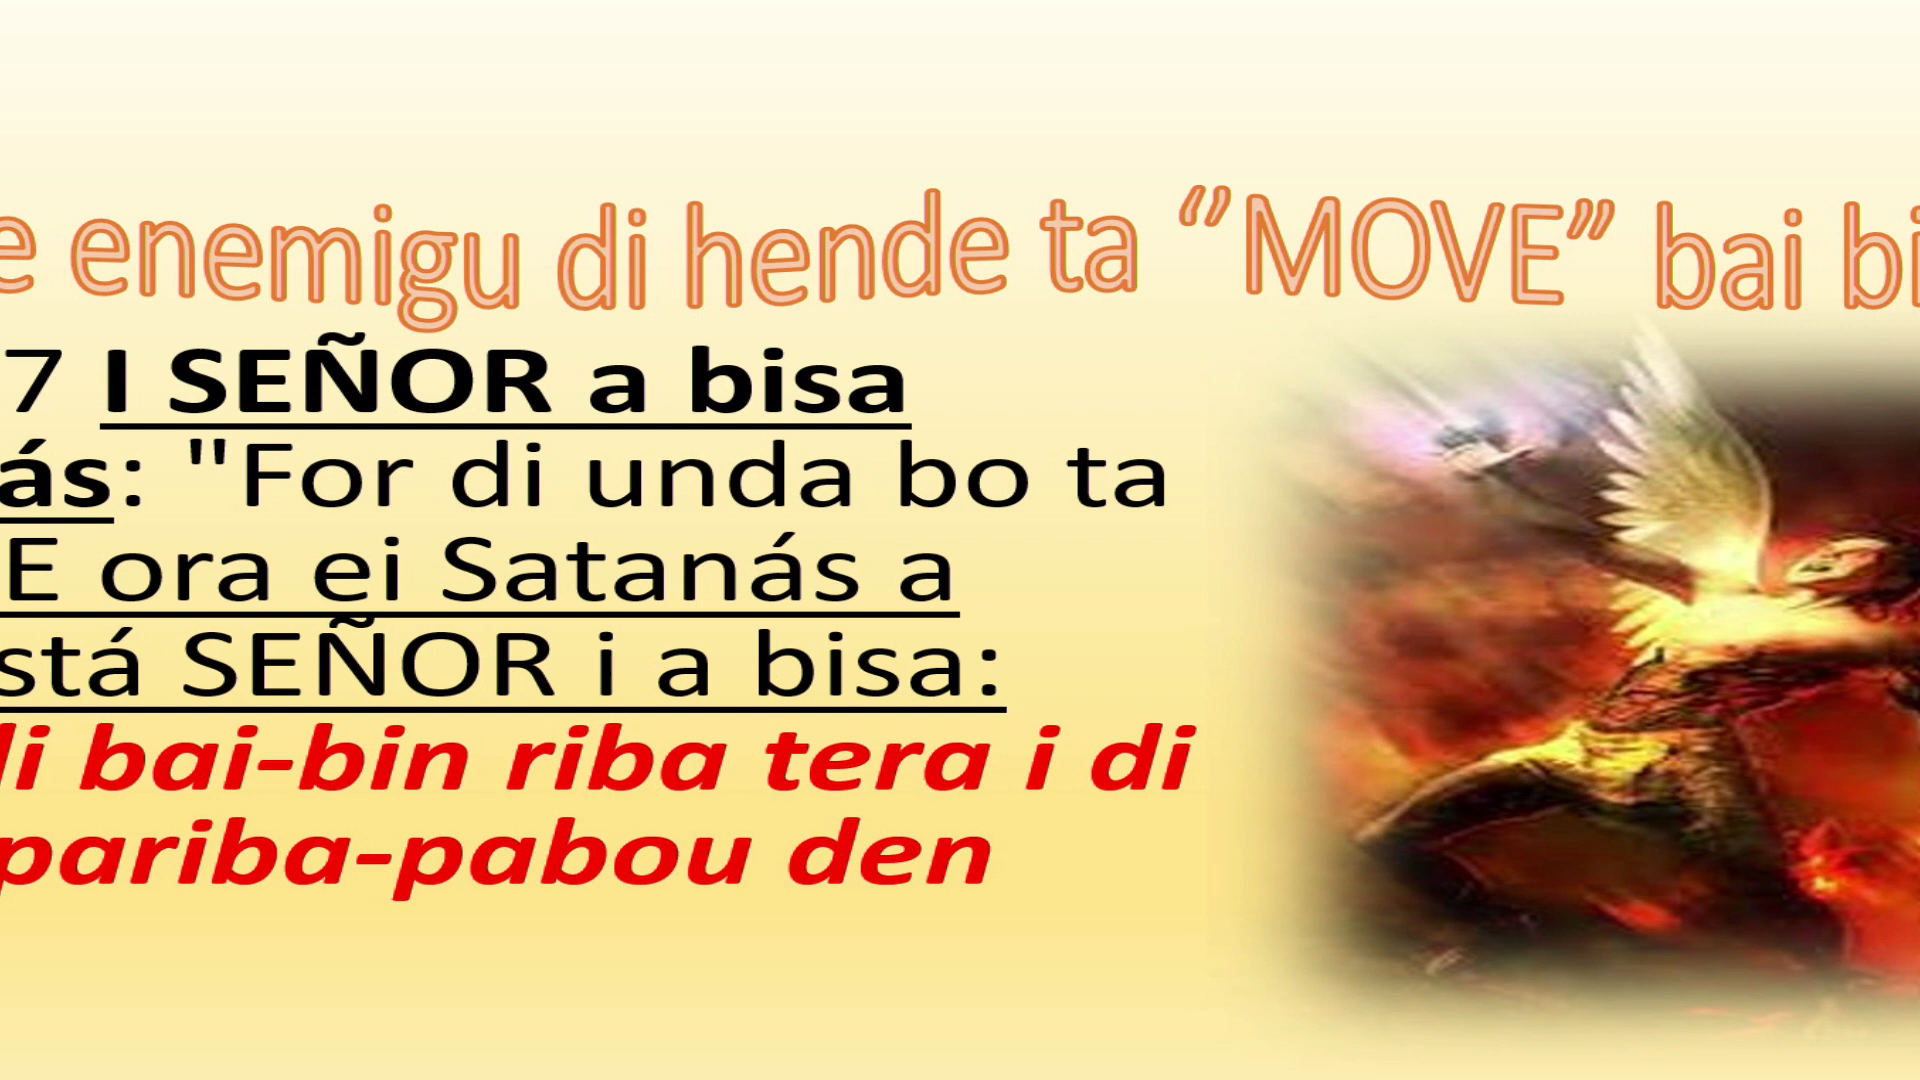 e enemigu di hende ta “MOVE” bai bi
7 I SEÑOR a bisa
ás: "For di unda bo ta
E ora ei Satanás a
stá SEÑOR i a bisa:
di bai-bin riba tera i di
pariba-pabou den